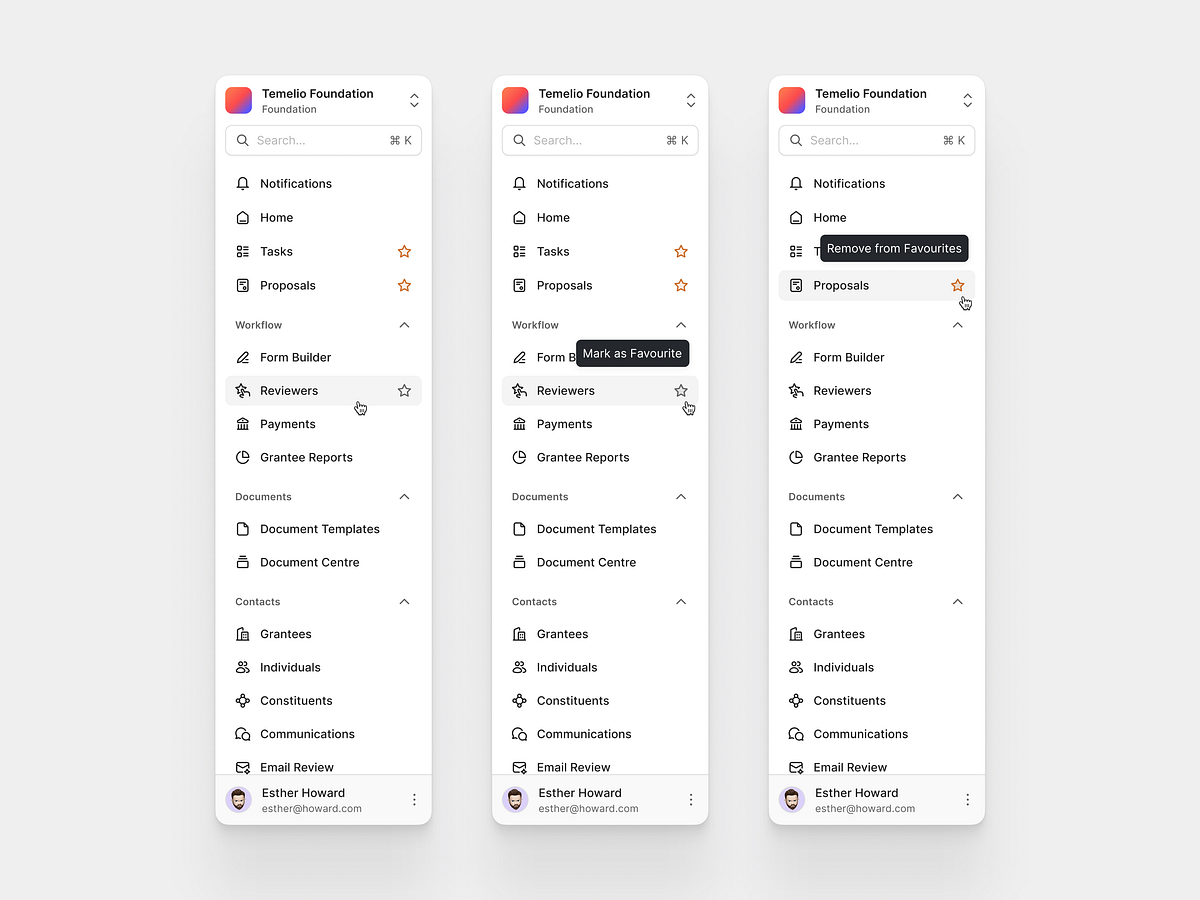 Temelio Foundation
Foundation
Search... ⌘ K
Notifications
Home
Tasks
Proposals
Workflow
Form Builder
Reviewers
Payments
Grantee Reports
Documents
Document Templates
Document Centre
Contacts
Grantees
Individuals
Constituents
Communications
Email Review
Esther Howard
esther@howard.com
Temelio Foundation
Foundation
Search... ⌘ K
Notifications
Home
Tasks
Proposals
Workflow
Mark as Favourite
Form B
Reviewers
Payments
Grantee Reports
Documents
Document Templates
Document Centre
Contacts
Grantees
Individuals
Constituents
Communications
Email Review
Esther Howard
esther@howard.com
Temelio Foundation
Foundation
Search... ⌘ K
Notifications
Home
Remove from Favourites
T
Proposals
Workflow
Form Builder
Reviewers
Payments
Grantee Reports
Documents
Document Templates
Document Centre
Contacts
Grantees
Individuals
Constituents
Communications
Email Review
Esther Howard
esther@howard.com